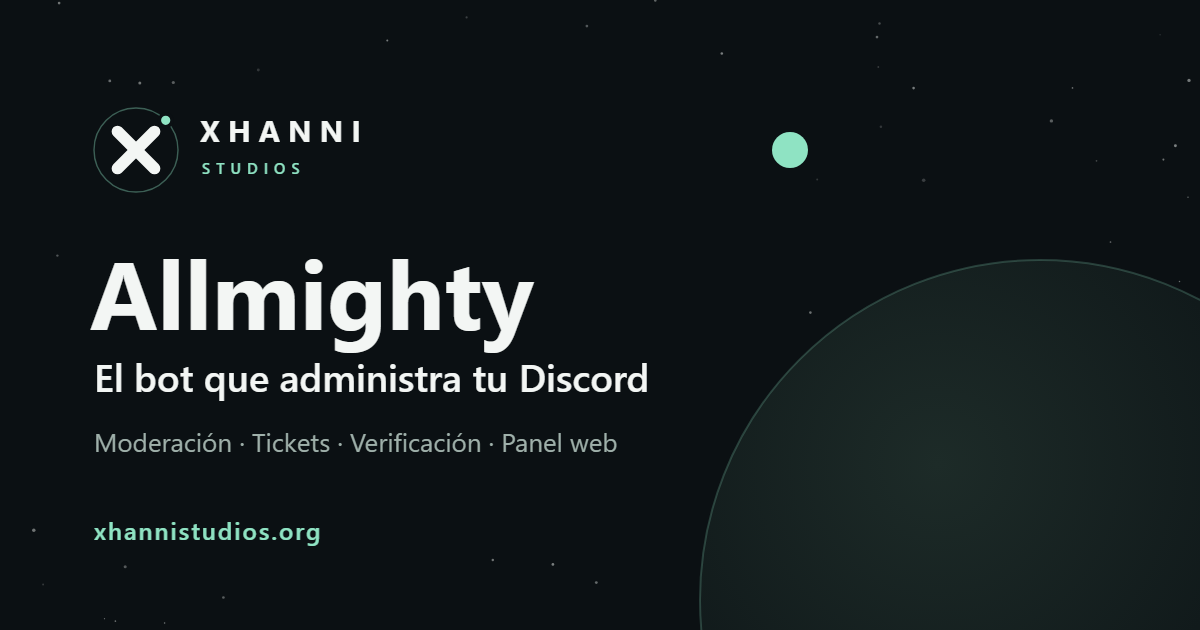 XHANNI
STUDIOS
Allmighty
El bot que administra tu Discord
Moderación · Tickets · Verificación · Panel web
xhannistudios.org